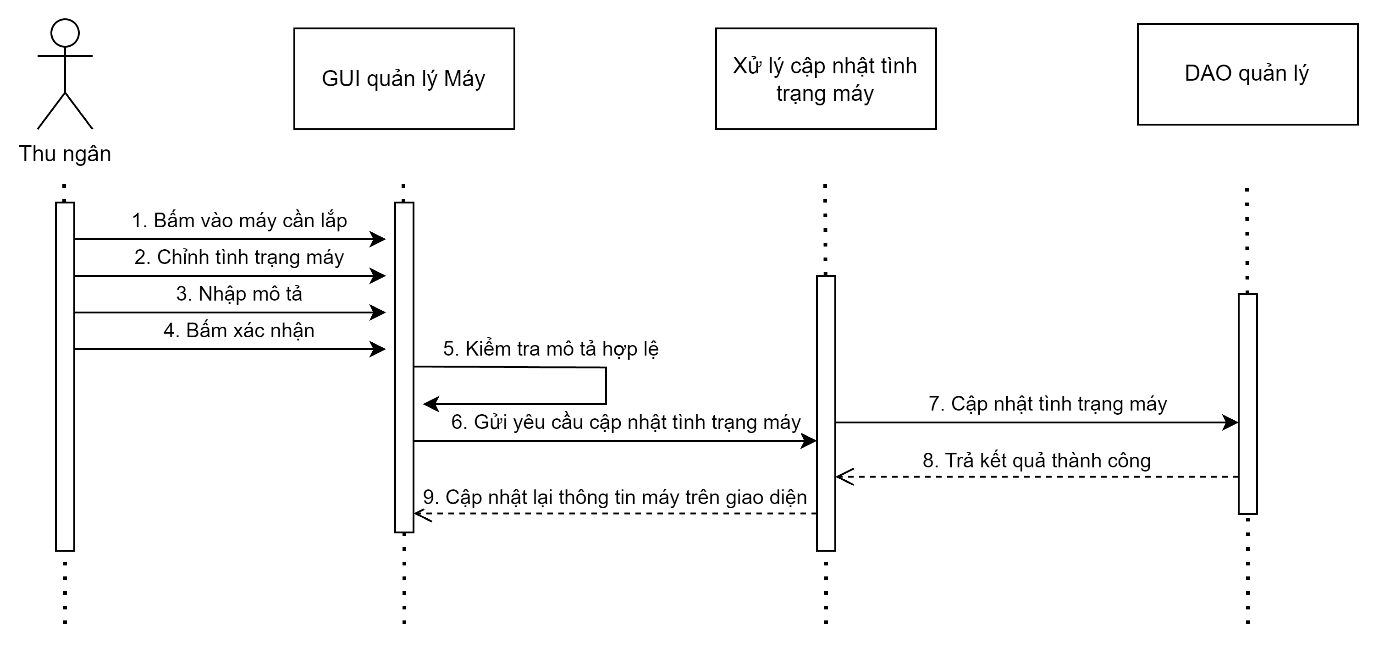 GUI quản lý Máy
Xử lý cập nhật tình
trạng máy
DAO quản lý
Thu ngân
1. Bấm vào máy cần lắp
2. Chỉnh tình trạng máy
3. Nhập mô tả
4. Bấm xác nhận
5. Kiểm tra mô tả hợp lệ
6. Gửi yêu cầu cập nhật tình trạng máy
7. Cập nhật tình trạng máy
8. Trả kết quả thành công
9. Cập nhật lại thông tin máy trên giao diện